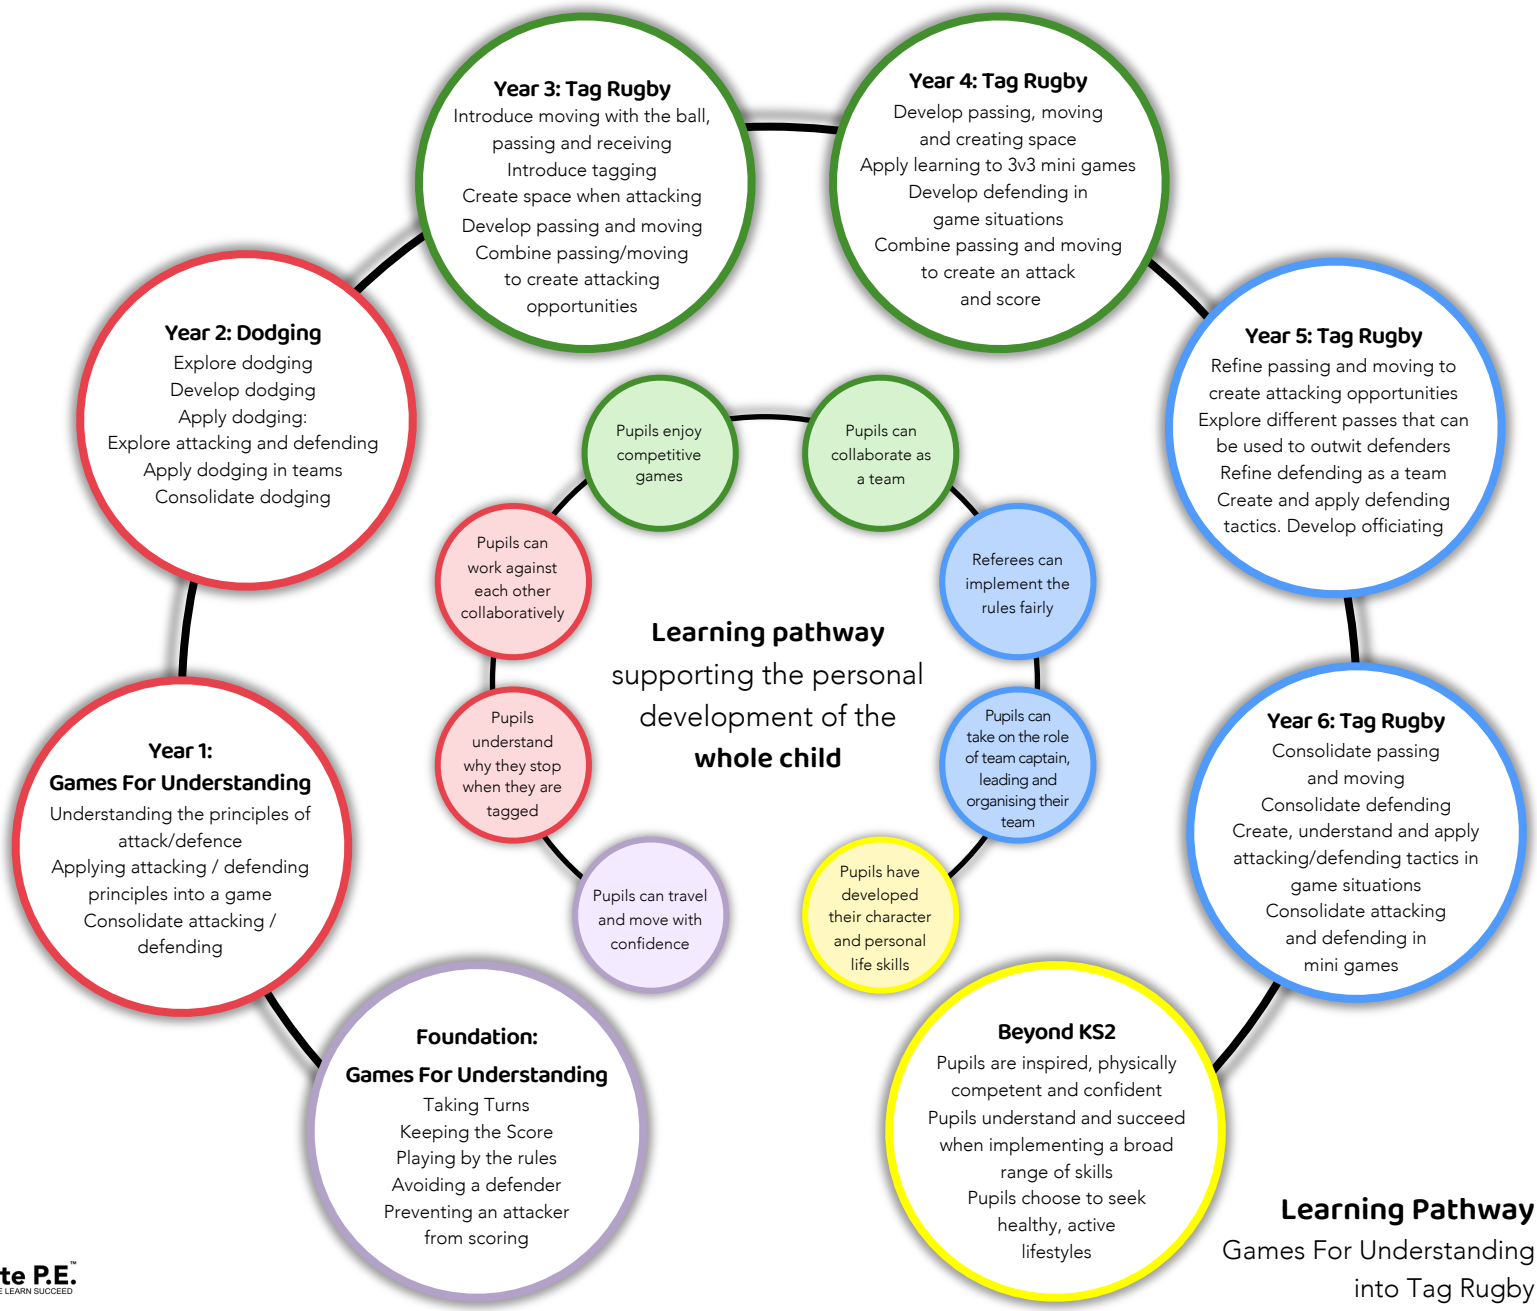 Year 3: Tag Rugby
Introduce moving with the ball,
passing and receiving
Introduce tagging
Create space when attacking
Develop passing and moving
Combine passing/moving
to create attacking
opportunities
Year 4: Tag Rugby
Develop passing, moving
and creating space
Apply learning to 3v3 mini games
Develop defending in
game situations
Combine passing and moving
to create an attack
and score
Year 2: Dodging
Explore dodging
Develop dodging
Apply dodging:
Explore attacking and defending
Apply dodging in teams
Consolidate dodging
Year 5: Tag Rugby
Refine passing and moving to
create attacking opportunities
Explore different passes that can
be used to outwit defenders
Refine defending as a team
Create and apply defending
tactics. Develop officiating
Pupils enjoy
competitive
games
Pupils can
collaborate as
a team
Pupils can
work against
each other
collaboratively
Referees can
implement the
rules fairly
Learning pathway
supporting the personal
development of the
whole child
Pupils
understand
why they stop
when they are
tagged
Pupils can
take on the role
of team captain,
leading and
organising their
team
Year 1:
Games For Understanding
Understanding the principles of
attack/defence
Applying attacking / defending
principles into a game
Consolidate attacking /
defending
Year 6: Tag Rugby
Consolidate passing
and moving
Consolidate defending
Create, understand and apply
attacking/defending tactics in
game situations
Consolidate attacking
and defending in
mini games
Pupils can travel
and move with
confidence
Pupils have
developed
their character
and personal
life skills
Foundation:
Games For Understanding
Taking Turns
Keeping the Score
Playing by the rules
Avoiding a defender
Preventing an attacker
from scoring
Beyond KS2
Pupils are inspired, physically
competent and confident
Pupils understand and succeed
when implementing a broad
range of skills
Pupils choose to seek
healthy, active
lifestyles
Learning Pathway
Games For Understanding
into Tag Rugby
te P.E.™
E LEARN SUCCEED